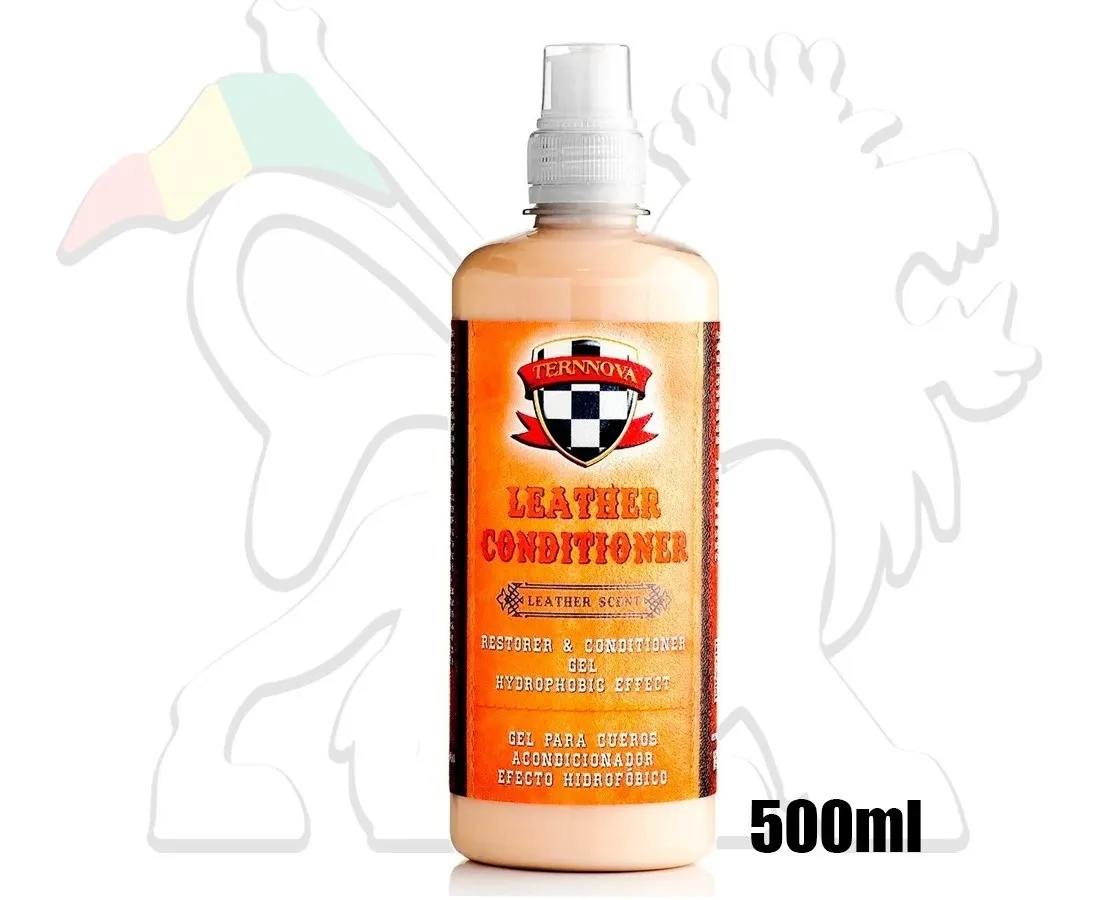 TERNNOVA
LEATHER
CONDITIONER
LEATHER SCENT
RESTORER & CONDITIONER
GEL
HYDROPHOBIC EFFECT
GEL PARA CUEROS
ACONDICIONADOR
EFECTO HIDROFÓBICO
500ml